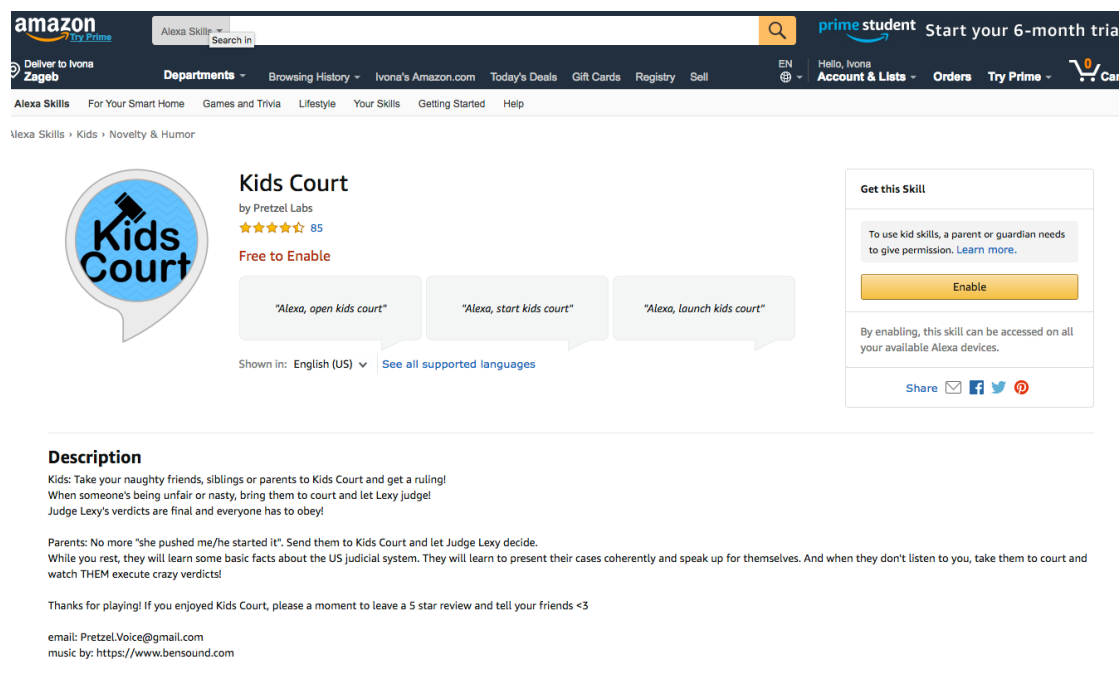 amazon
Try Prime
Alexa Skills
Search in
prime student Start your 6-month tria
Deliver to Ivona
Zageb
Departments
Browsing History
Ivona's Amazon.com
Today's Deals
Gift Cards
Registry
Sell
EN
Hello, Ivona
Account & Lists
Orders
Try Prime
0
Car
Alexa Skills
For Your Smart Home
Games and Trivia
Lifestyle
Your Skills
Getting Started
Help
Alexa Skills › Kids › Novelty & Humor
Kids
Court
Kids Court
by Pretzel Labs
85
Free to Enable
"Alexa, open kids court"
"Alexa, start kids court"
"Alexa, launch kids court"
Shown in: English (US)
See all supported languages
Get this Skill
To use kid skills, a parent or guardian needs
to give permission. Learn more.
Enable
By enabling, this skill can be accessed on all
your available Alexa devices.
Share
Description
Kids: Take your naughty friends, siblings or parents to Kids Court and get a ruling!
When someone's being unfair or nasty, bring them to court and let Lexy judge!
Judge Lexy's verdicts are final and everyone has to obey!
Parents: No more "she pushed me/he started it". Send them to Kids Court and let Judge Lexy decide.
While you rest, they will learn some basic facts about the US judicial system. They will learn to present their cases coherently and speak up for themselves. And when they don't listen to you, take them to court and
watch THEM execute crazy verdicts!
Thanks for playing! If you enjoyed Kids Court, please a moment to leave a 5 star review and tell your friends <3
email: Pretzel.Voice@gmail.com
music by: https://www.bensound.com